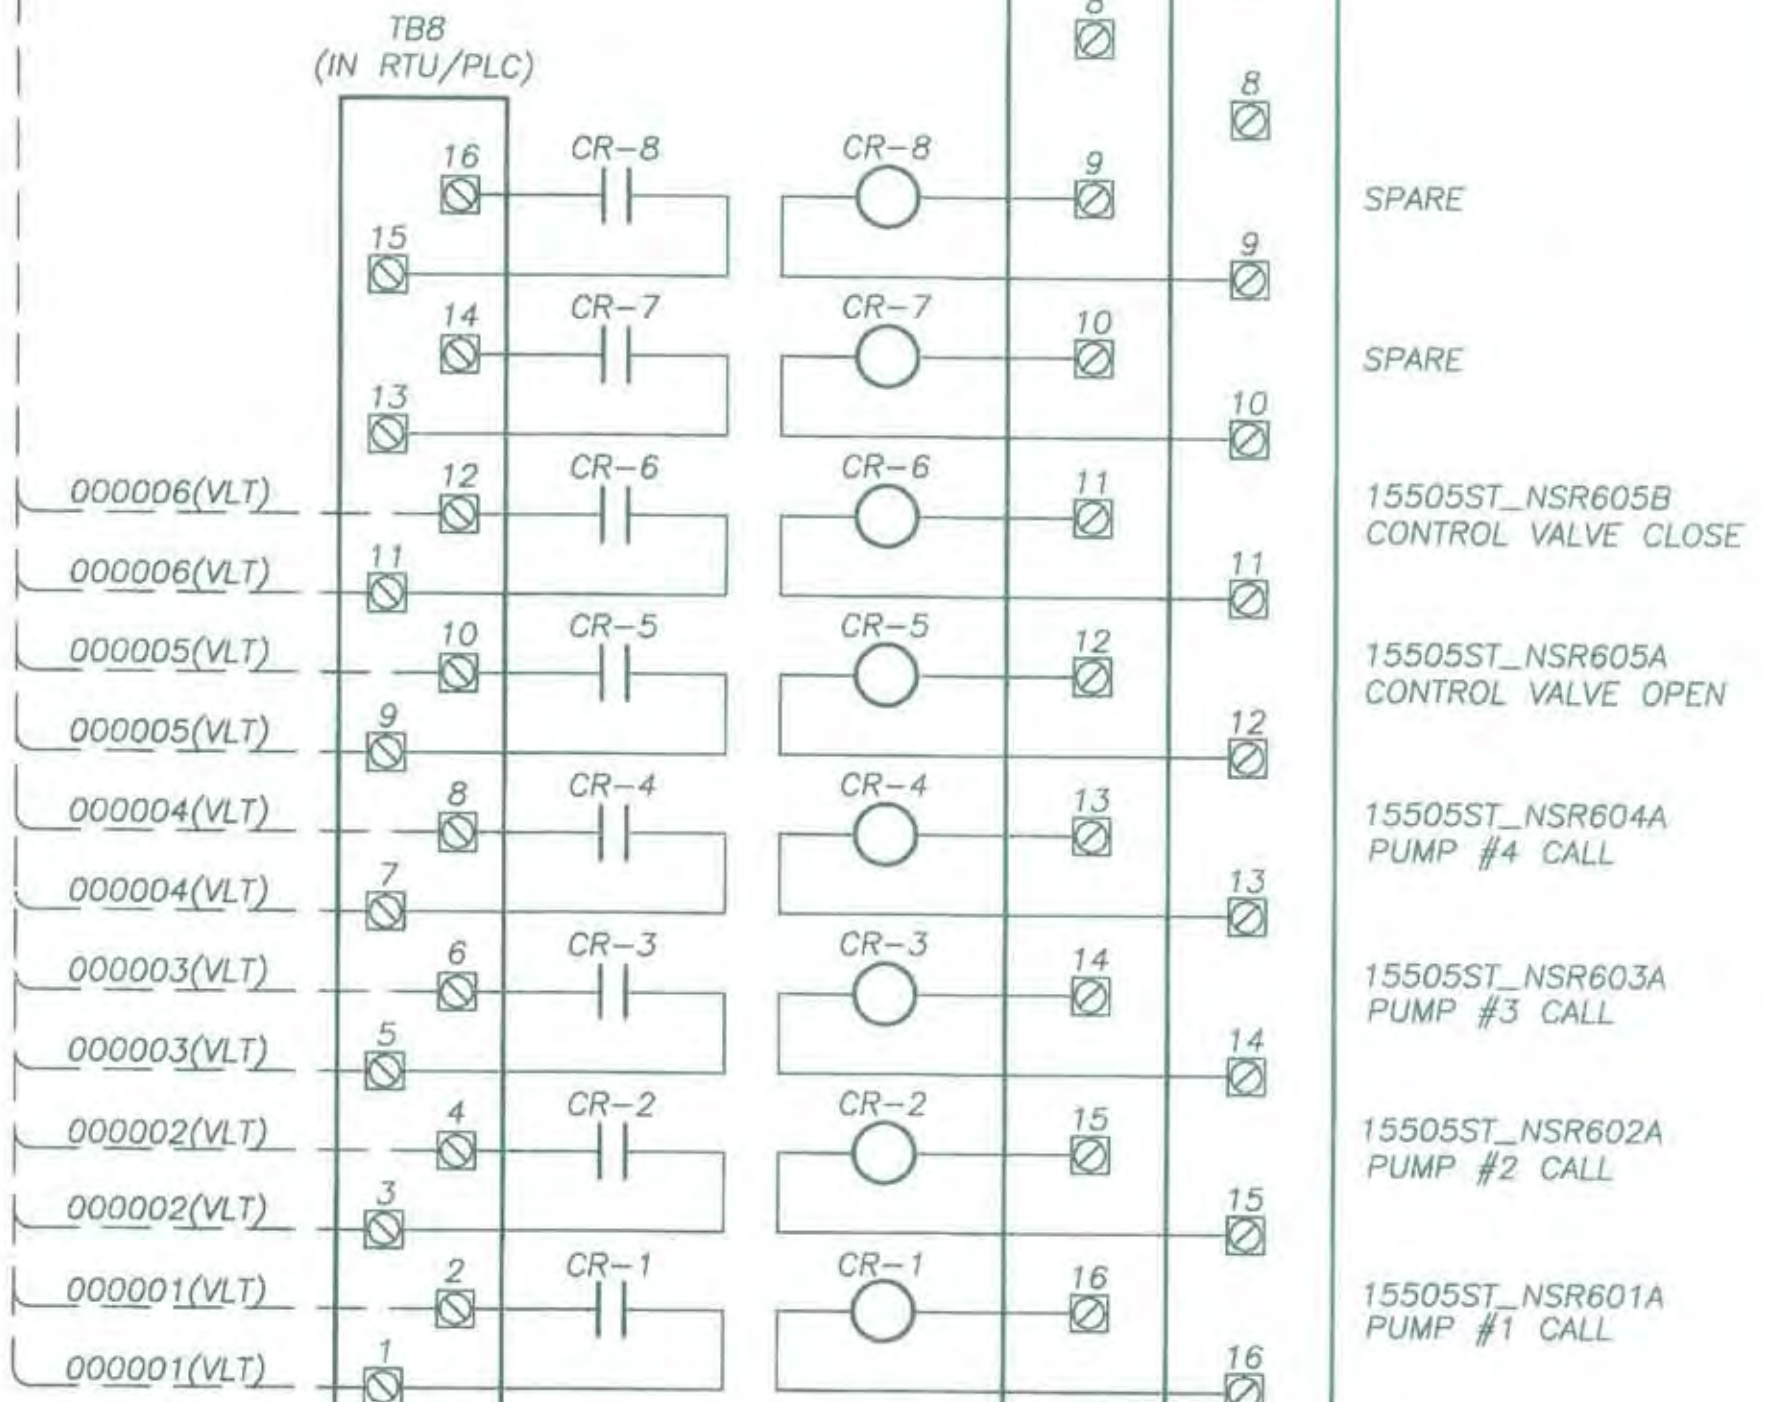 TB8
(IN RTU/PLC)
8
8
16 CR-8 CR-8 9
SPARE
15 9
14 CR-7 CR-7 10
SPARE
13 10
000006(VLT) 12 CR-6 CR-6 11
15505ST_NSR605B
CONTROL VALVE CLOSE
000006(VLT) 11 11
000005(VLT) 10 CR-5 CR-5 12
15505ST_NSR605A
CONTROL VALVE OPEN
000005(VLT) 9 12
000004(VLT) 8 CR-4 CR-4 13
15505ST_NSR604A
PUMP #4 CALL
000004(VLT) 7 13
000003(VLT) 6 CR-3 CR-3 14
15505ST_NSR603A
PUMP #3 CALL
000003(VLT) 5 14
000002(VLT) 4 CR-2 CR-2 15
15505ST_NSR602A
PUMP #2 CALL
000002(VLT) 3 15
000001(VLT) 2 CR-1 CR-1 16
15505ST_NSR601A
PUMP #1 CALL
000001(VLT) 1 16